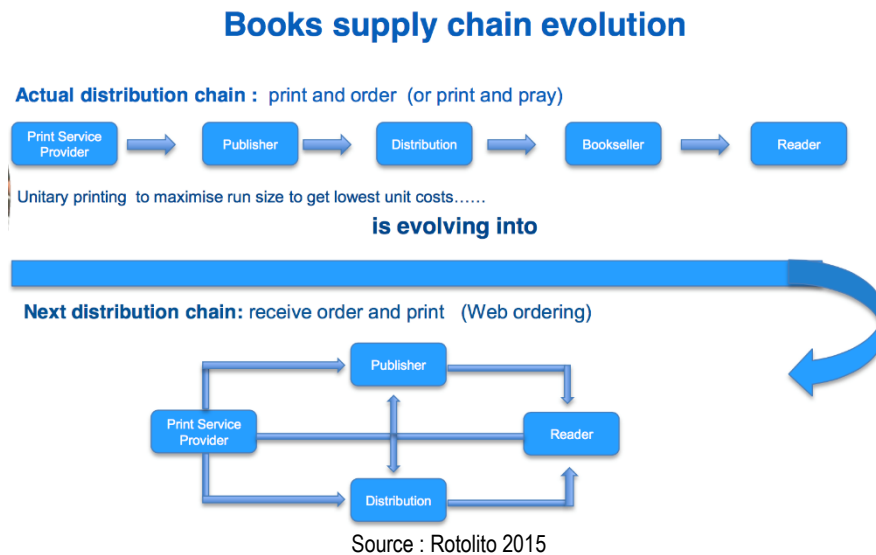 Books supply chain evolution
Actual distribution chain : print and order (or print and pray)
Print Service
Provider
Publisher
Distribution
Bookseller
Reader
Unitary printing to maximise run size to get lowest unit costs......
is evolving into
Next distribution chain: receive order and print (Web ordering)
Publisher
Print Service
Provider
Reader
Distribution
Source : Rotolito 2015